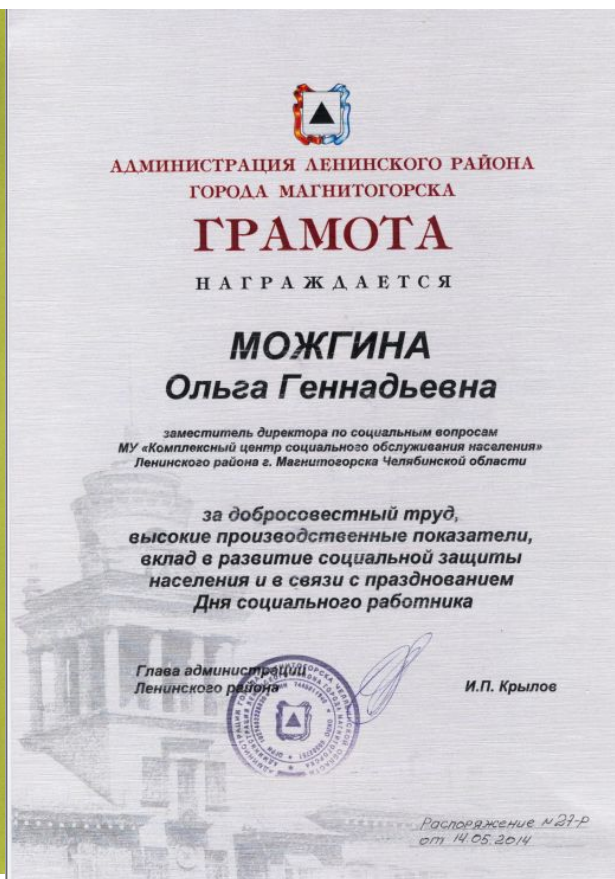 АДМИНИСТРАЦИЯ ЛЕНИНСКОГО РАЙОНА
ГОРОДА МАГНИТОГОРСКА
ГРАМОТА
НАГРАЖДАЕТСЯ
МОЖГИНА
Ольга Геннадьевна
заместитель директора по социальным вопросам
МУ «Комплексный центр социального обслуживания населения»
Ленинского района г. Магнитогорска Челябинской области
за добросовестный труд,
высокие производственные показатели,
вклад в развитие социальной защиты
населения и в связи с празднованием
Дня социального работника
Глава администрации
Ленинского района
И.П. Крылов
Распоряжение № 27-Р
от 14.05.2014